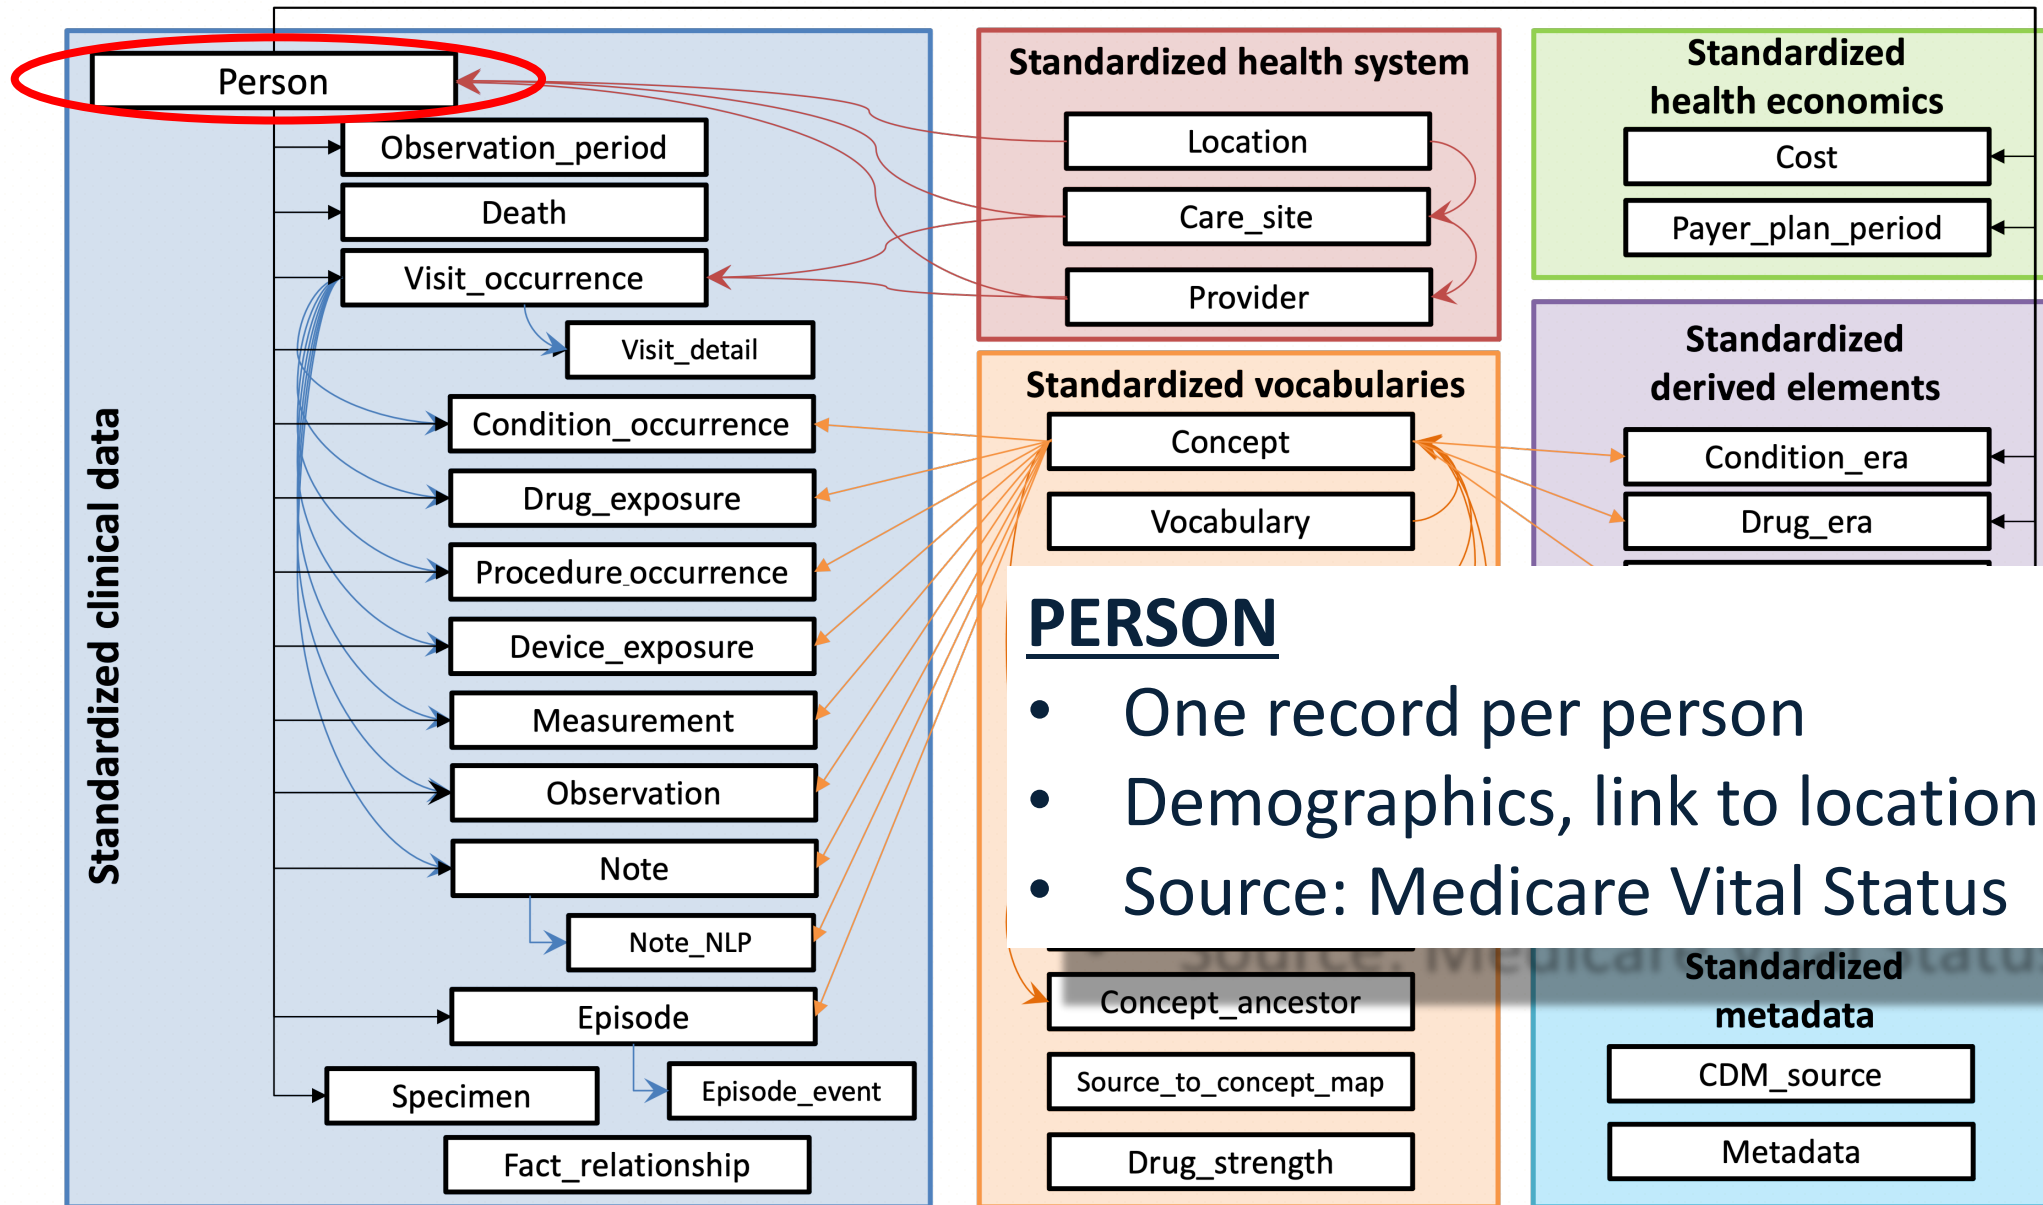 Standardized clinical data
Person
Observation_period
Death
Visit_occurrence
Visit_detail
Condition_occurrence
Drug_exposure
Procedure_occurrence
Device_exposure
Measurement
Observation
Note
Note_NLP
Episode
Specimen
Episode_event
Fact_relationship
Standardized health system
Location
Care_site
Provider
Standardized vocabularies
Concept
Vocabulary
Concept_ancestor
Source_to_concept_map
Drug_strength
Standardized
health economics
Cost
Payer_plan_period
Standardized
derived elements
Condition_era
Drug_era
PERSON
• One record per person
• Demographics, link to location
• Source: Medicare Vital Status
Standardized
metadata
CDM_source
Metadata